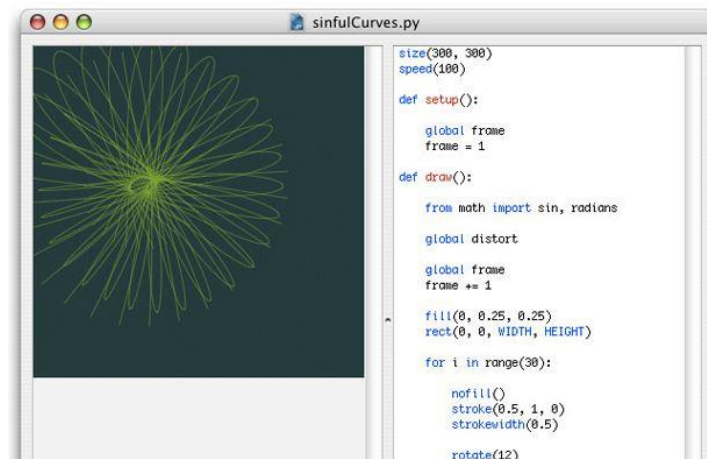 sinfulCurves.py
size(300, 300)
speed(100)
def setup():
global frame
frame = 1
def draw():
from math import sin, radians
global distort
global frame
frame += 1
fill(0, 0.25, 0.25)
rect(0, 0, WIDTH, HEIGHT)
for i in range(30):
nofill()
stroke(0.5, 1, 0)
strokewidth(0.5)
rotate(12)